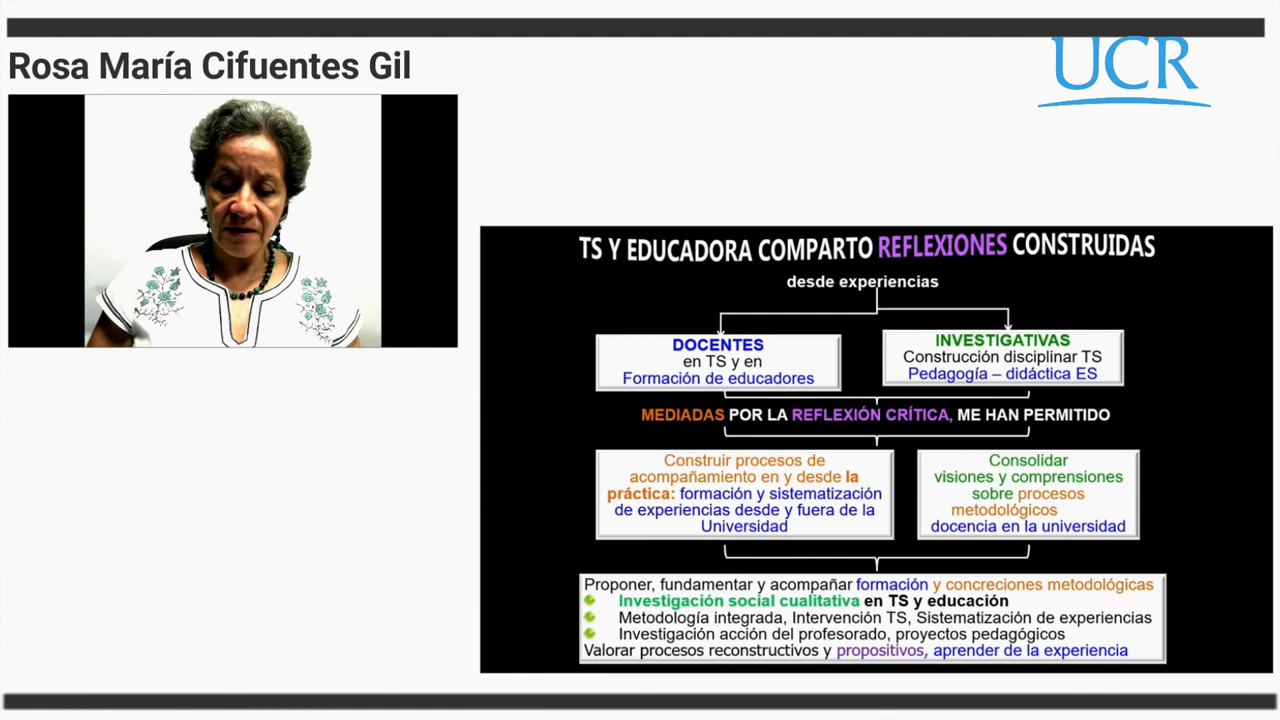 Rosa María Cifuentes Gil
UCR
TS Y EDUCADORA COMPARTO REFLEXIONES CONSTRUIDAS
desde experiencias
DOCENTES
en TS y en
Formación de educadores
INVESTIGATIVAS
Construcción disciplinar TS
Pedagogía – didáctica ES
MEDIADAS POR LA REFLEXIÓN CRÍTICA, ME HAN PERMITIDO
Construir procesos de
acompañamiento en y desde la
práctica: formación y sistematización
de experiencias desde y fuera de la
Universidad
Consolidar
visiones y comprensiones
sobre procesos
metodológicos
docencia en la universidad
Proponer, fundamentar y acompañar formación y concreciones metodológicas
Investigación social cualitativa en TS y educación
Metodología integrada, Intervención TS, Sistematización de experiencias
Investigación acción del profesorado, proyectos pedagógicos
Valorar procesos reconstructivos y propositivos, aprender de la experiencia